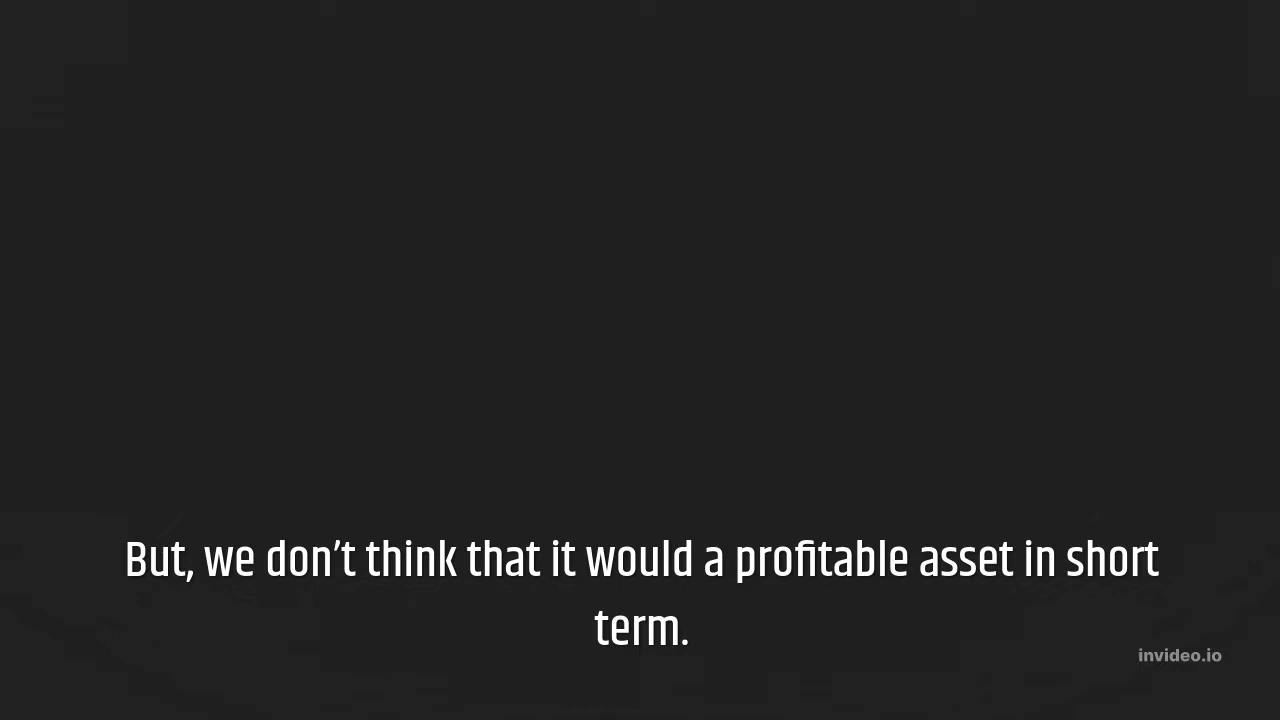 But, we don’t think that it would a profitable asset in short
term.
invideo.io